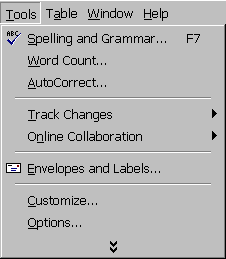 Tools Table Window Help
ABC Spelling and Grammar... F7
Word Count...
AutoCorrect...
Track Changes
Online Collaboration
Envelopes and Labels...
Customize...
Options...